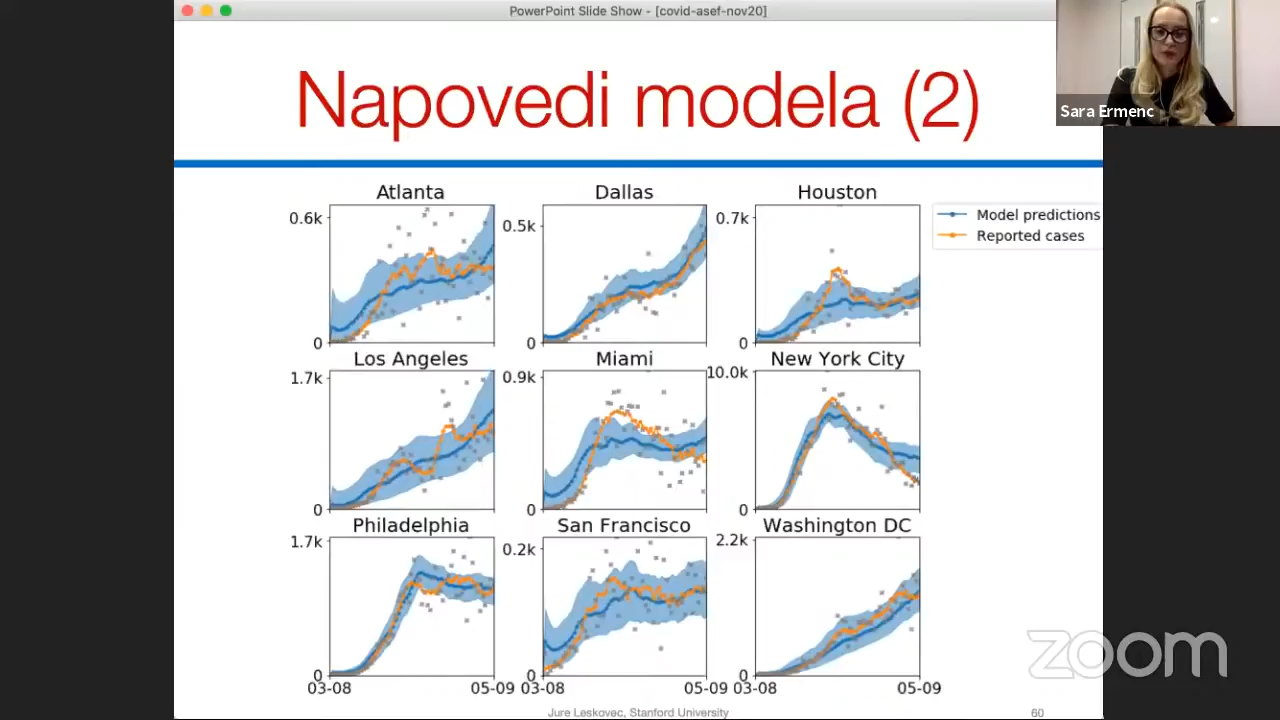 PowerPoint Slide Show - [covid-asef-nov20]
Sara Ermenc
Napovedi modela (2)
Atlanta
Dallas
Houston
0.6k
0
0.5k
0
0.7k
0
Model predictions
Reported cases
Los Angeles
Miami
New York City
1.7k
0
0.9k
0
10.0k
0
Philadelphia
San Francisco
Washington DC
1.7k
0
0.2k
0
2.2k
0
03-08
05-09
03-08
05-09
03-08
05-09
zoom
Jure Leskovec, Stanford University
60